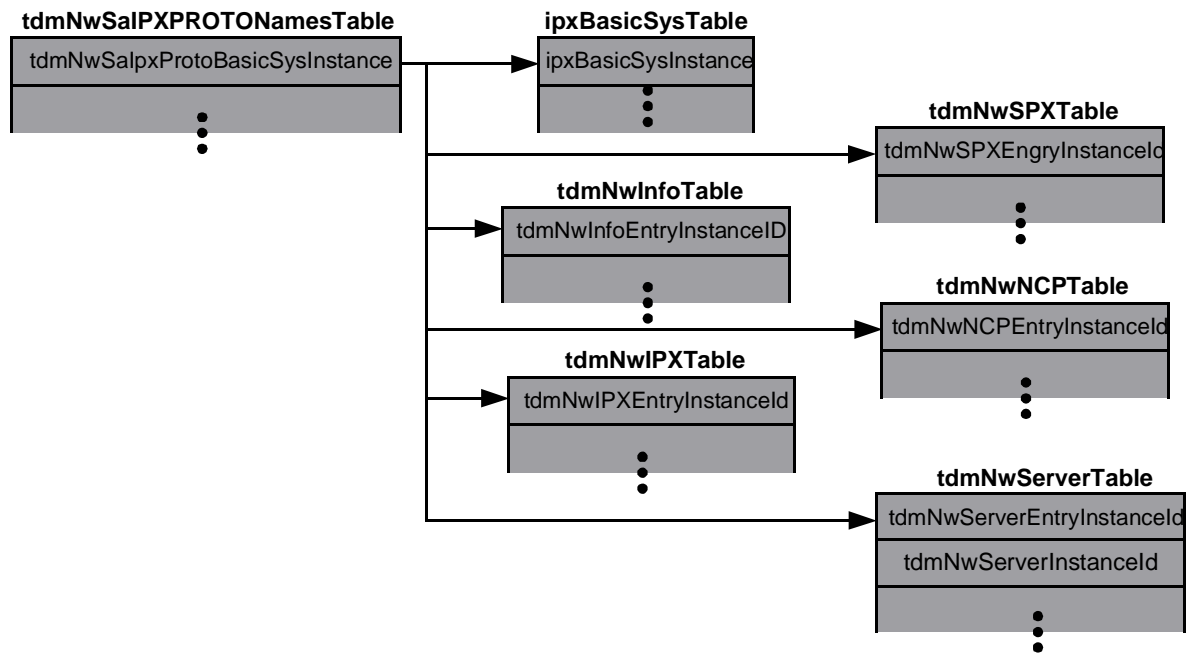 tdmNwSaIPXPROTONamesTable
tdmNwSaIpxProtoBasicSysInstance
ipxBasicSysTable
ipxBasicSysInstance
tdmNwSPXTable
tdmNwSPXEngryInstanceId
tdmNwInfoTable
tdmNwInfoEntryInstanceID
tdmNwNCPTable
tdmNwNCPEntryInstanceId
tdmNwIPXTable
tdmNwIPXEntryInstanceId
tdmNwServerTable
tdmNwServerEntryInstanceId
tdmNwServerInstanceId